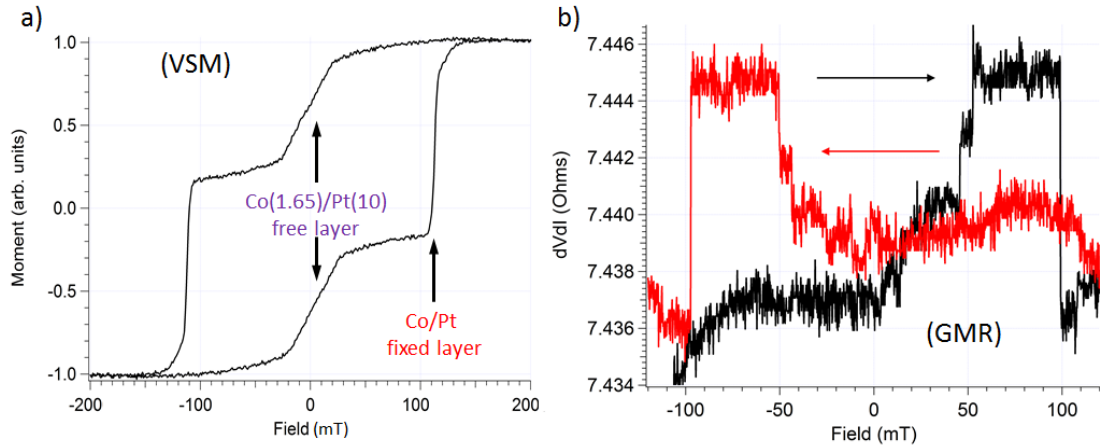 a)
(VSM)
Moment (arb. units)
1.0
0.5
0.0
-0.5
-1.0
Co(1.65)/Pt(10)
free layer
Co/Pt
fixed layer
-200
-100
0
100
200
Field (mT)
b)
dVdI (Ohms)
7.446
7.444
7.442
7.440
7.438
7.436
7.434
(GMR)
-100
-50
0
50
100
Field (mT)